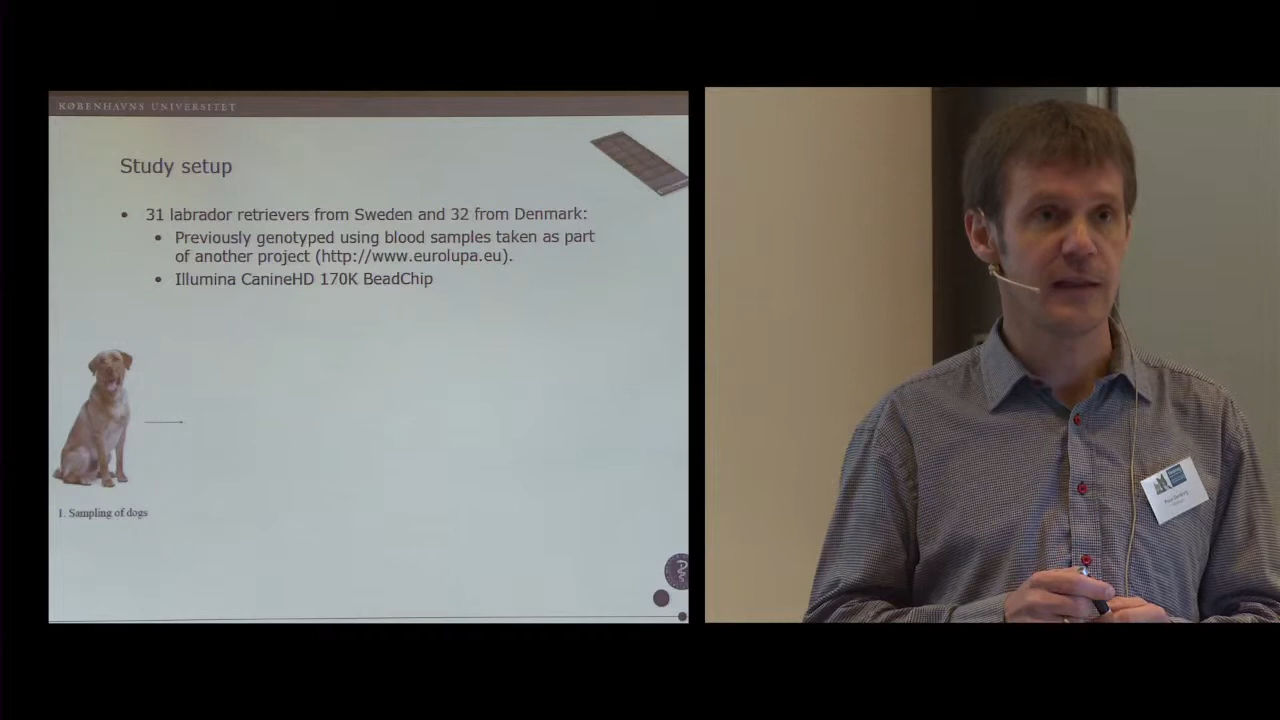 KØBENHAVNS UNIVERSITET
Study setup
• 31 labrador retrievers from Sweden and 32 from Denmark:
• Previously genotyped using blood samples taken as part
of another project (http://www.eurolupa.eu).
• Illumina CanineHD 170K BeadChip
1. Sampling of dogs